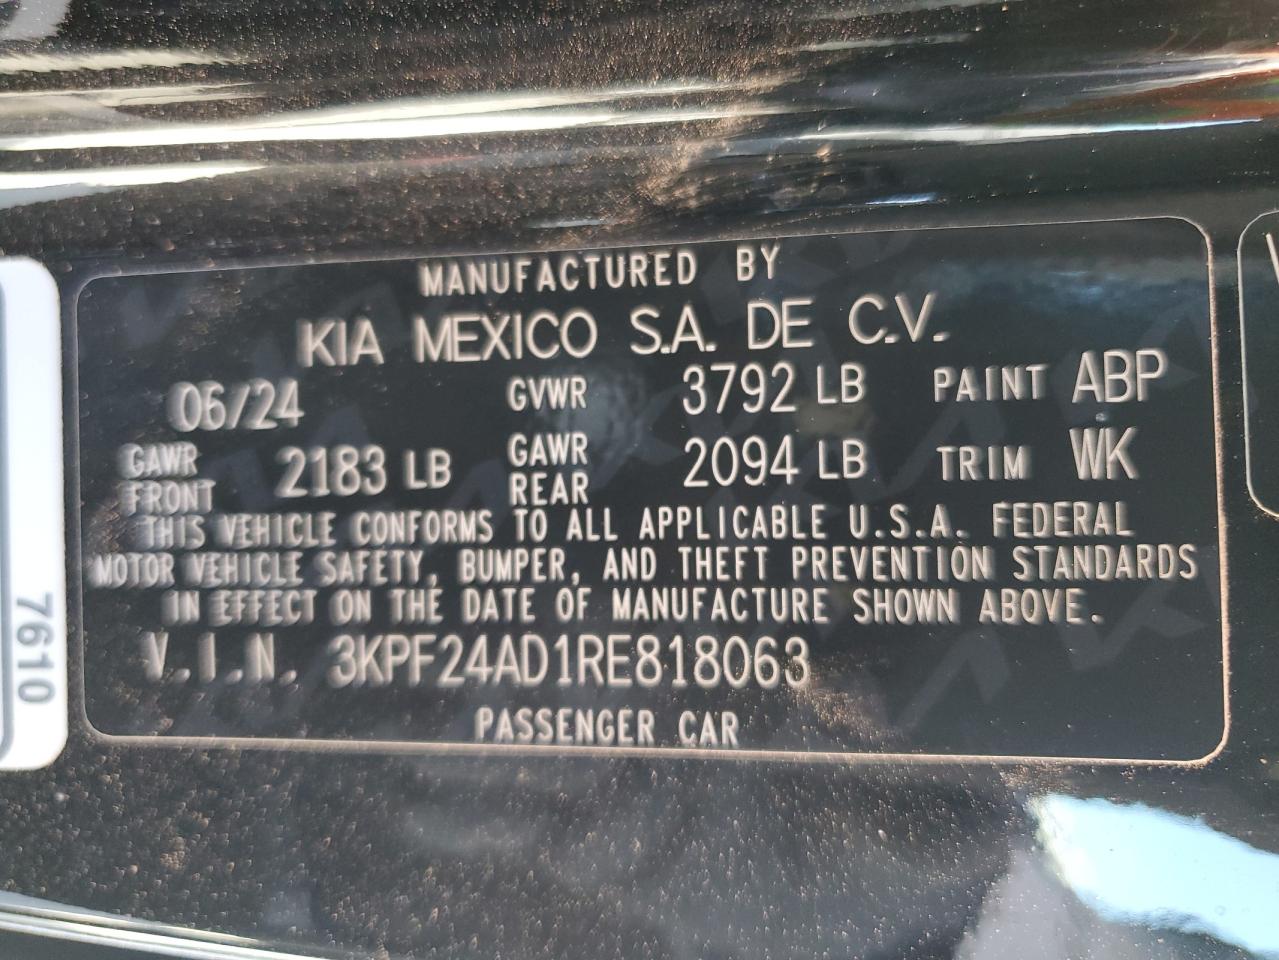 MANUFACTURED BY
KIA MEXICO S.A. DE C.V.
06/24 GVWR 3792 LB PAINT ABP
GAWR FRONT 2183 LB GAWR REAR 2094 LB TRIM WK
THIS VEHICLE CONFORMS TO ALL APPLICABLE U.S.A. FEDERAL
MOTOR VEHICLE SAFETY, BUMPER, AND THEFT PREVENTION STANDARDS
IN EFFECT ON THE DATE OF MANUFACTURE SHOWN ABOVE.
V.I.N. 3KPF24AD1RE818063
PASSENGER CAR
7610